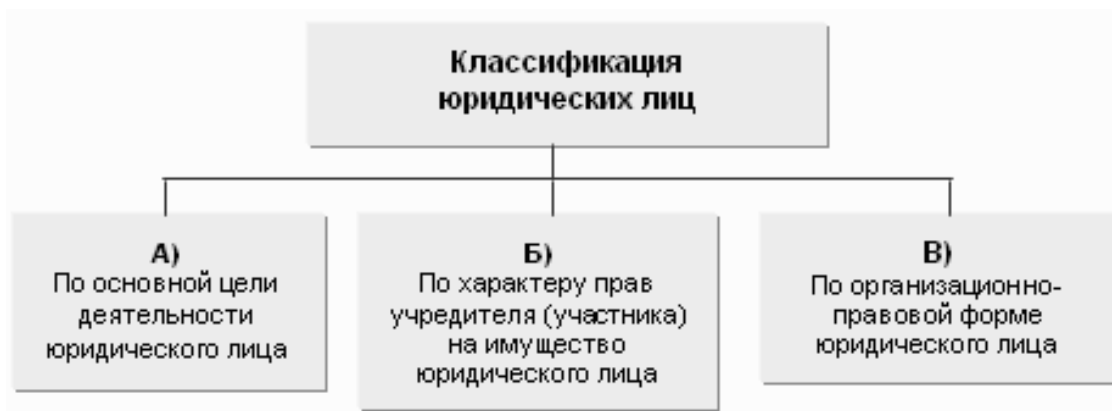 Классификация
юридических лиц
А)
По основной цели
деятельности
юридического лица
Б)
По характеру прав
учредителя (участника)
на имущество
юридического лица
В)
По организационно-
правовой форме
юридического лица